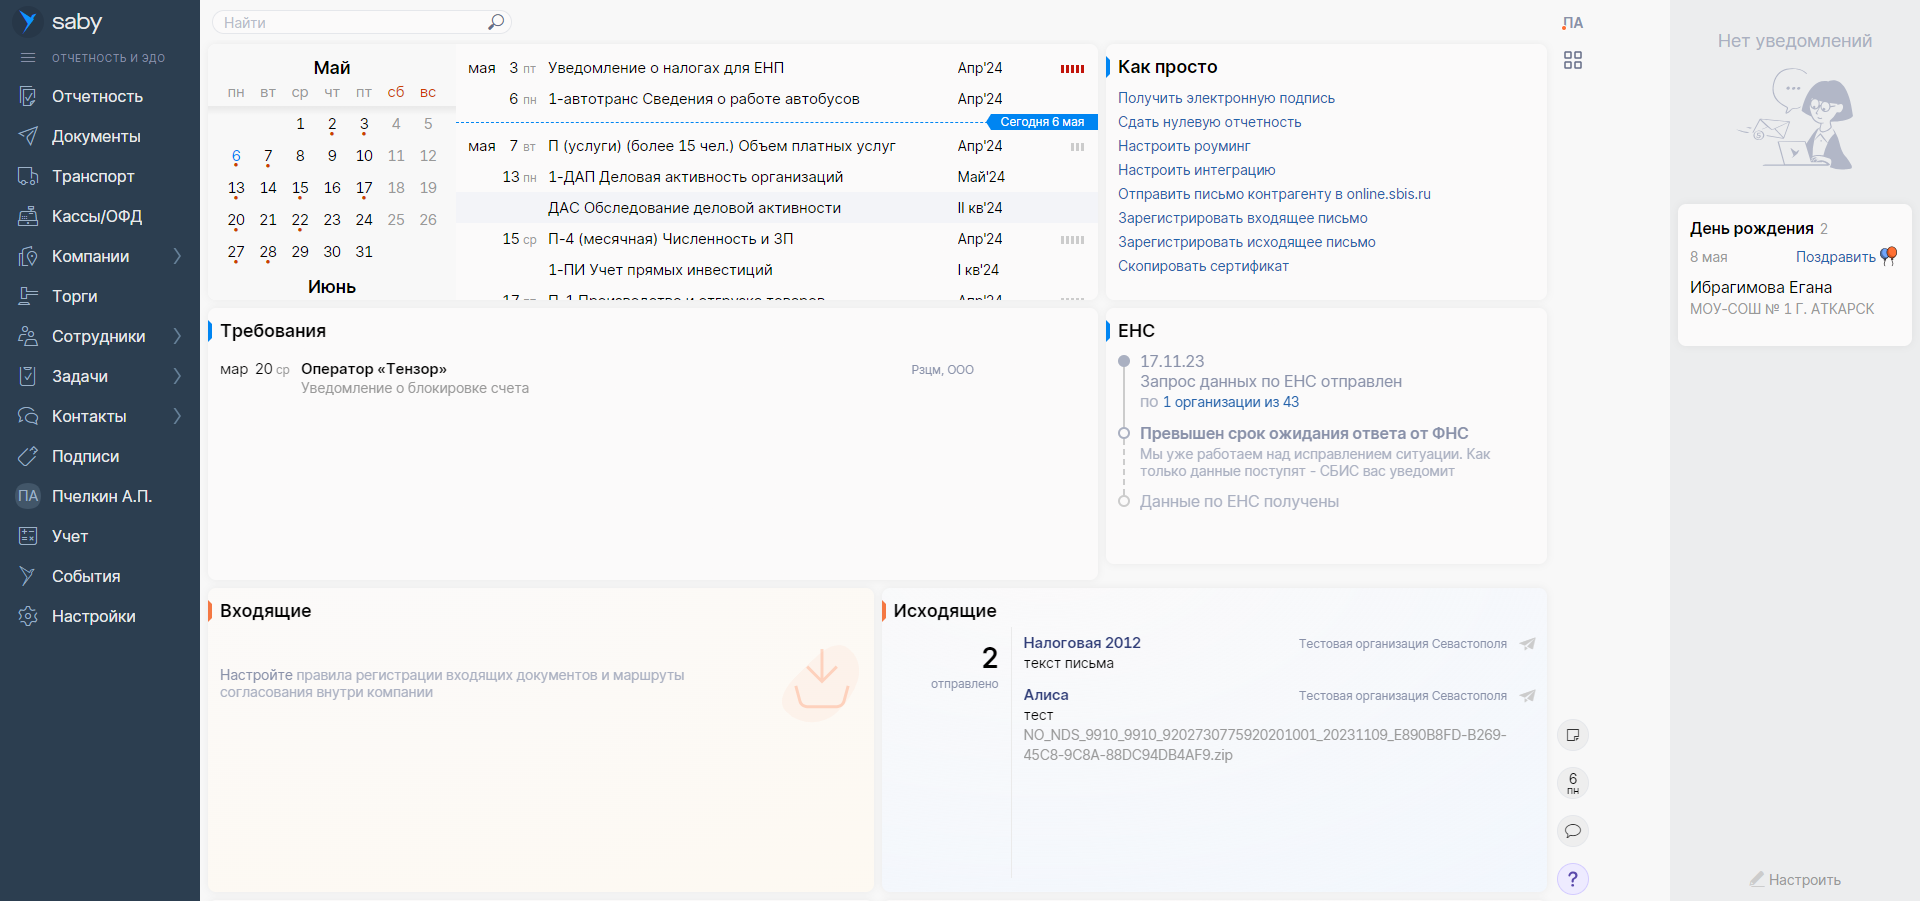 saby
ОТЧЕТНОСТЬ И ЭДО
Отчетность
Документы
Транспорт
Кассы/ОФД
Компании
Торги
Сотрудники
Задачи
Контакты
Подписи
ПА Пчелкин А.П.
Учет
События
Настройки
Найти
Май
пн вт ср чт пт сб вс
1 2 3 4 5
6 7 8 9 10 11 12
13 14 15 16 17 18 19
20 21 22 23 24 25 26
27 28 29 30 31
Июнь
мая 3 пт Уведомление о налогах для ЕНП Апр'24
6 пн 1-автотранс Сведения о работе автобусов Апр'24
Сегодня 6 мая
мая 7 вт П (услуги) (более 15 чел.) Объем платных услуг Апр'24
13 пн 1-ДАП Деловая активность организаций Май'24
ДАС Обследование деловой активности II кв'24
15 ср П-4 (месячная) Численность и ЗП Апр'24
1-ПИ Учет прямых инвестиций I кв'24
17 пт П-1 Производство и отгрузка товаров Апр'24
Как просто
Получить электронную подпись
Сдать нулевую отчетность
Настроить роуминг
Настроить интеграцию
Отправить письмо контрагенту в online.sbis.ru
Зарегистрировать входящее письмо
Зарегистрировать исходящее письмо
Скопировать сертификат
Требования
мар 20 ср Оператор «Тензор» Рзцм, ООО
Уведомление о блокировке счета
ЕНС
17.11.23
Запрос данных по ЕНС отправлен
по 1 организации из 43
Превышен срок ожидания ответа от ФНС
Мы уже работаем над исправлением ситуации. Как
только данные поступят - СБИС вас уведомит
Данные по ЕНС получены
Входящие
Настройте правила регистрации входящих документов и маршруты
согласования внутри компании
Исходящие
2
отправлено
Налоговая 2012 Тестовая организация Севастополя
текст письма
Алиса Тестовая организация Севастополя
тест
NO_NDS_9910_9910_9202730775920201001_20231109_E890B8FD-B269-
45C8-9C8A-88DC94DB4AF9.zip
ПА
6
пн
?
Нет уведомлений
День рождения 2
8 мая Поздравить
Ибрагимова Егана
МОУ-СОШ № 1 Г. АТКАРСК
Настроить